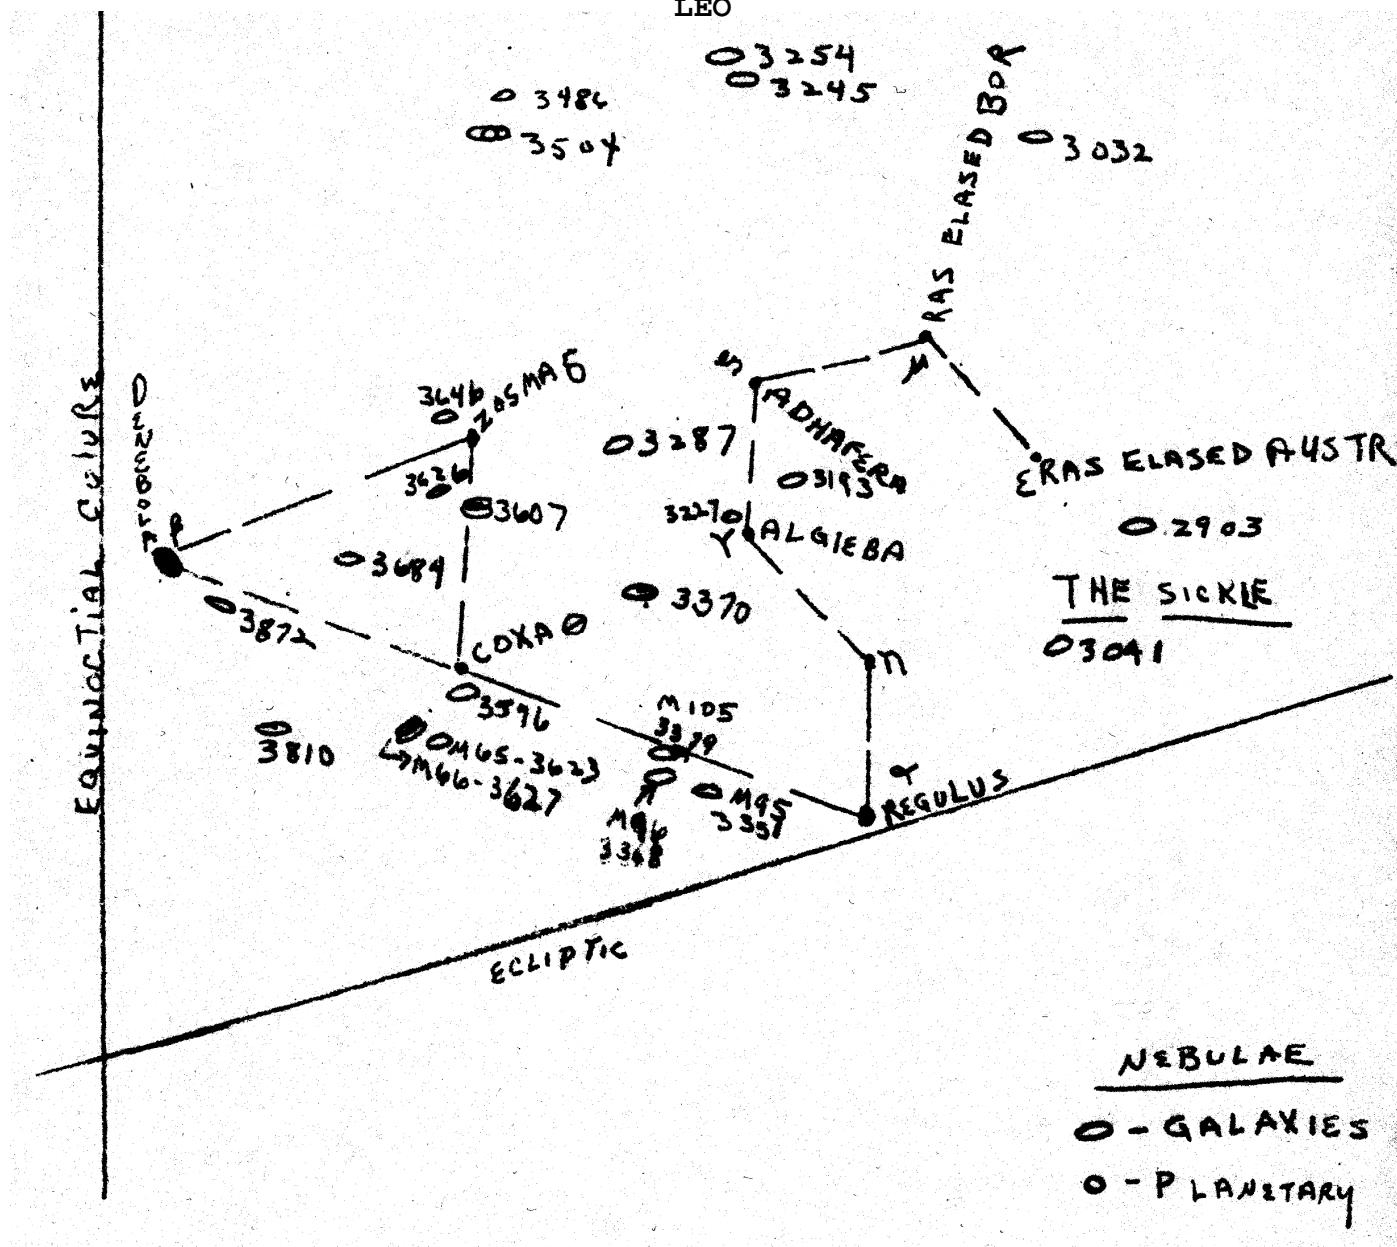 LEO
3254
3245
3486
3504
3032
RAS ELASED BOR
EQUINOCTIAL COLURE
DENEBOLA
β
3646
ZOSMA δ
3626
3607
3684
3872
3287
ADHAFERA
3193
μ
ε RAS ELASED AUSTR
3227
γ ALGIEBA
2903
THE SICKLE
3041
3370
COXA θ
η
3596
M105
3379
3810
M65-3623
M66-3627
M95
3351
M96
3368
α
REGULUS
ECLIPTIC
NEBULAE
- GALAXIES
- PLANETARY